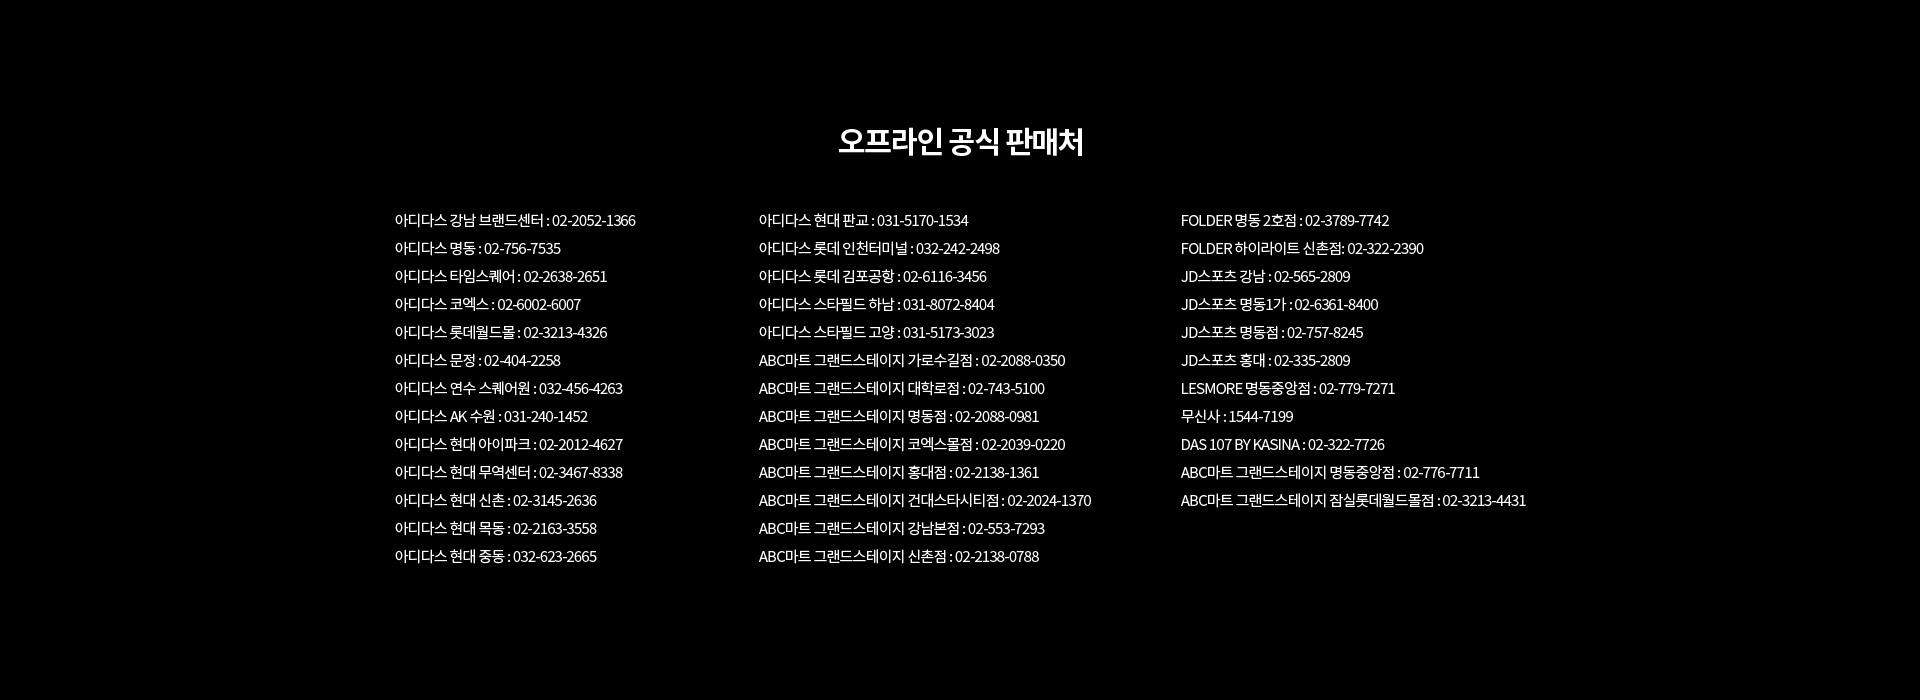 오프라인 공식 판매처
아디다스 강남 브랜드센터 : 02-2052-1366
아디다스 명동 : 02-756-7535
아디다스 타임스퀘어 : 02-2638-2651
아디다스 코엑스 : 02-6002-6007
아디다스 롯데월드몰 : 02-3213-4326
아디다스 문정 : 02-404-2258
아디다스 연수 스퀘어원 : 032-456-4263
아디다스 AK 수원 : 031-240-1452
아디다스 현대 아이파크 : 02-2012-4627
아디다스 현대 무역센터 : 02-3467-8338
아디다스 현대 신촌 : 02-3145-2636
아디다스 현대 목동 : 02-2163-3558
아디다스 현대 중동 : 032-623-2665
아디다스 현대 판교 : 031-5170-1534
아디다스 롯데 인천터미널 : 032-242-2498
아디다스 롯데 김포공항 : 02-6116-3456
아디다스 스타필드 하남 : 031-8072-8404
아디다스 스타필드 고양 : 031-5173-3023
ABC마트 그랜드스테이지 가로수길점 : 02-2088-0350
ABC마트 그랜드스테이지 대학로점 : 02-743-5100
ABC마트 그랜드스테이지 명동점 : 02-2088-0981
ABC마트 그랜드스테이지 코엑스몰점 : 02-2039-0220
ABC마트 그랜드스테이지 홍대점 : 02-2138-1361
ABC마트 그랜드스테이지 건대스타시티점 : 02-2024-1370
ABC마트 그랜드스테이지 강남본점 : 02-553-7293
ABC마트 그랜드스테이지 신촌점 : 02-2138-0788
FOLDER 명동 2호점 : 02-3789-7742
FOLDER 하이라이트 신촌점: 02-322-2390
JD스포츠 강남 : 02-565-2809
JD스포츠 명동1가 : 02-6361-8400
JD스포츠 명동점 : 02-757-8245
JD스포츠 홍대 : 02-335-2809
LESMORE 명동중앙점 : 02-779-7271
무신사 : 1544-7199
DAS 107 BY KASINA : 02-322-7726
ABC마트 그랜드스테이지 명동중앙점 : 02-776-7711
ABC마트 그랜드스테이지 잠실롯데월드몰점 : 02-3213-4431